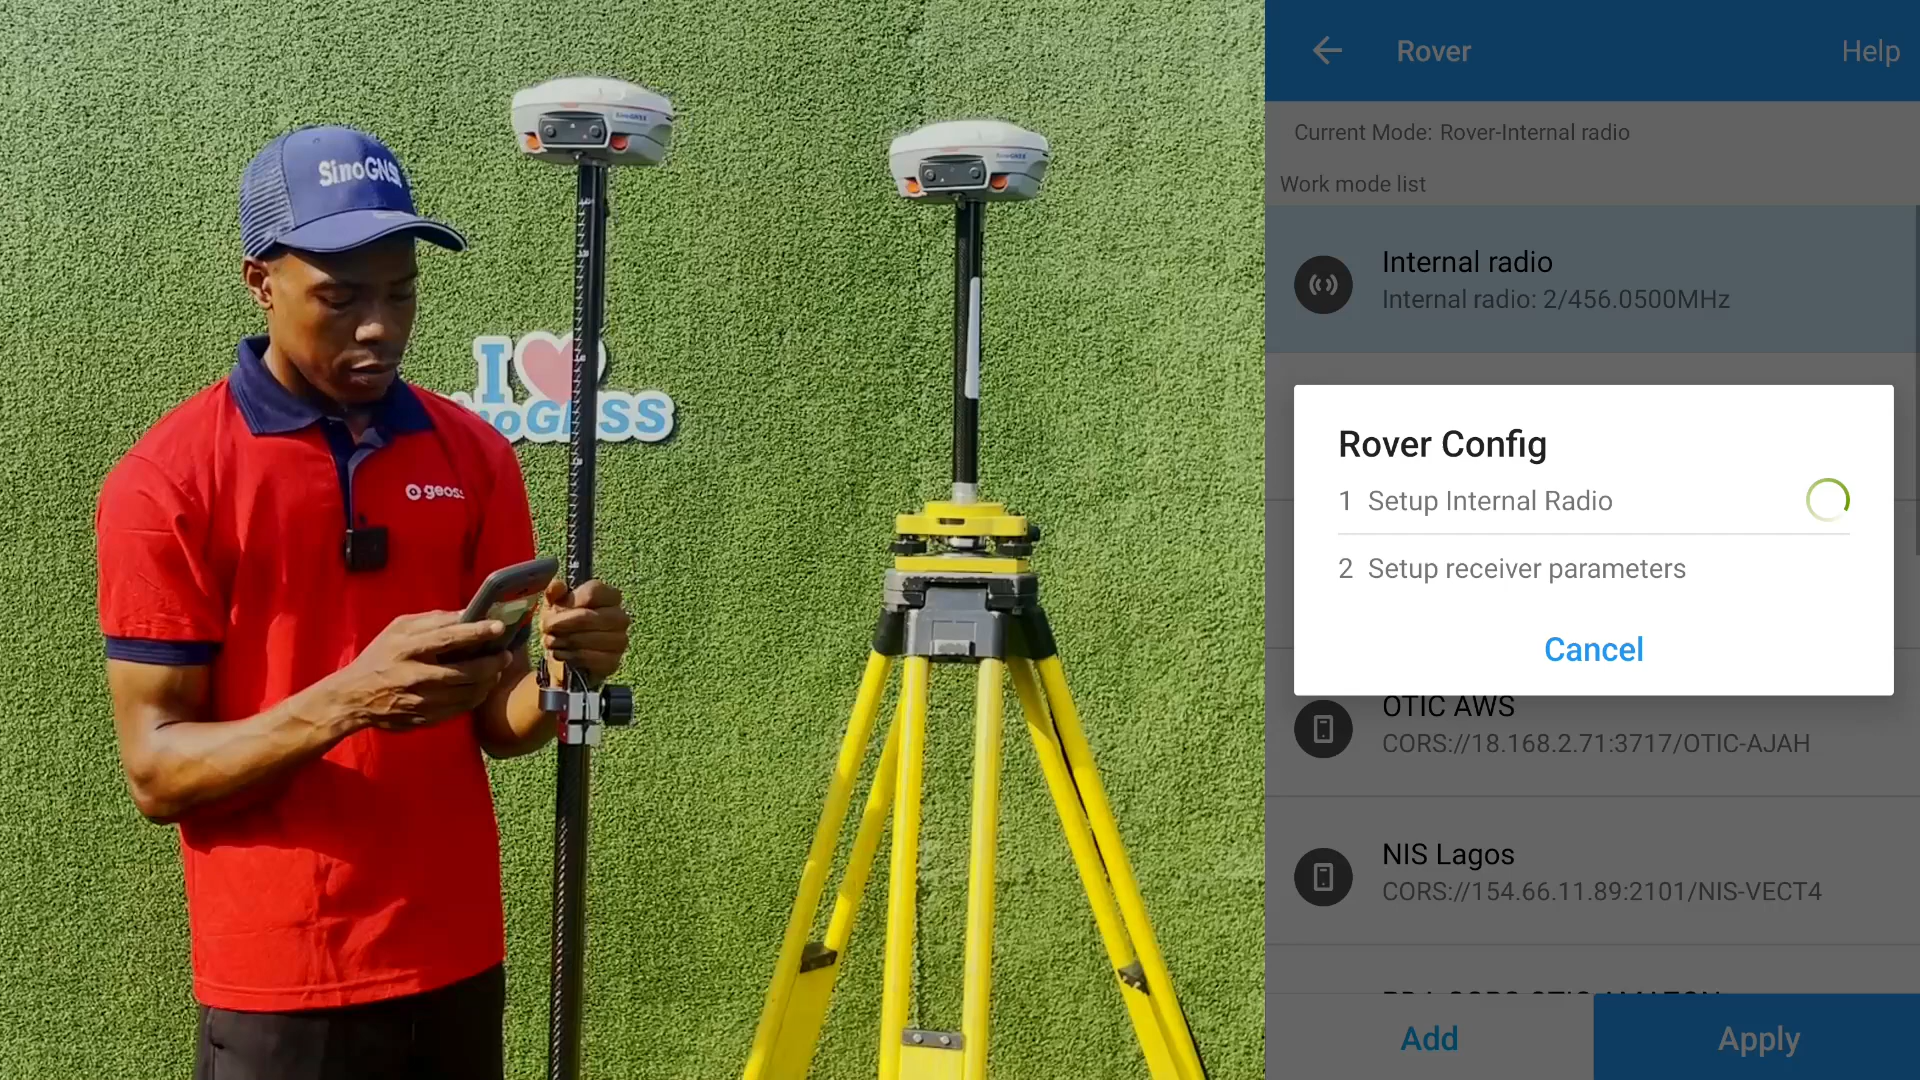 SinoGNSS
SinoGNSS
SinoGNSS
I
SS
geoss
Rover
Help
Current Mode: Rover-Internal radio
Work mode list
Internal radio
Internal radio: 2/456.0500MHz
Rover Config
1 Setup Internal Radio
2 Setup receiver parameters
Cancel
OTIC AWS
CORS://18.168.2.71:3717/OTIC-AJAH
NIS Lagos
CORS://154.66.11.89:2101/NIS-VECT4
Add
Apply